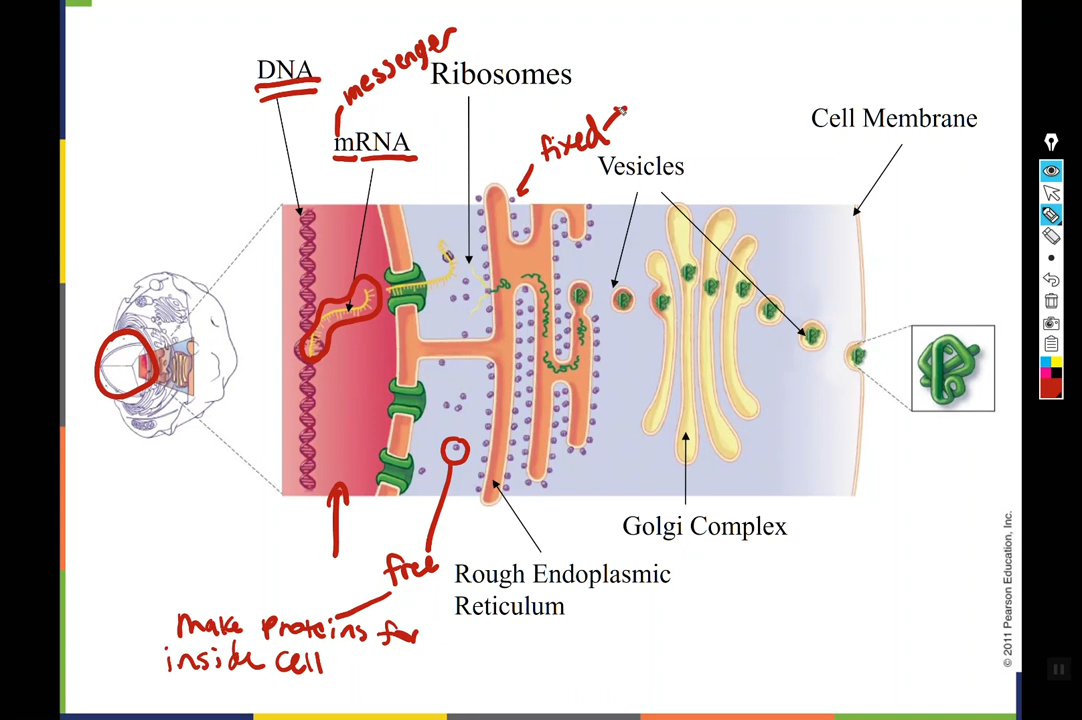 DNA
messenger
Ribosomes
mRNA
fixed
Vesicles
Cell Membrane
Golgi Complex
free
Rough Endoplasmic
Reticulum
make proteins for
inside cell
© 2011 Pearson Education, Inc.